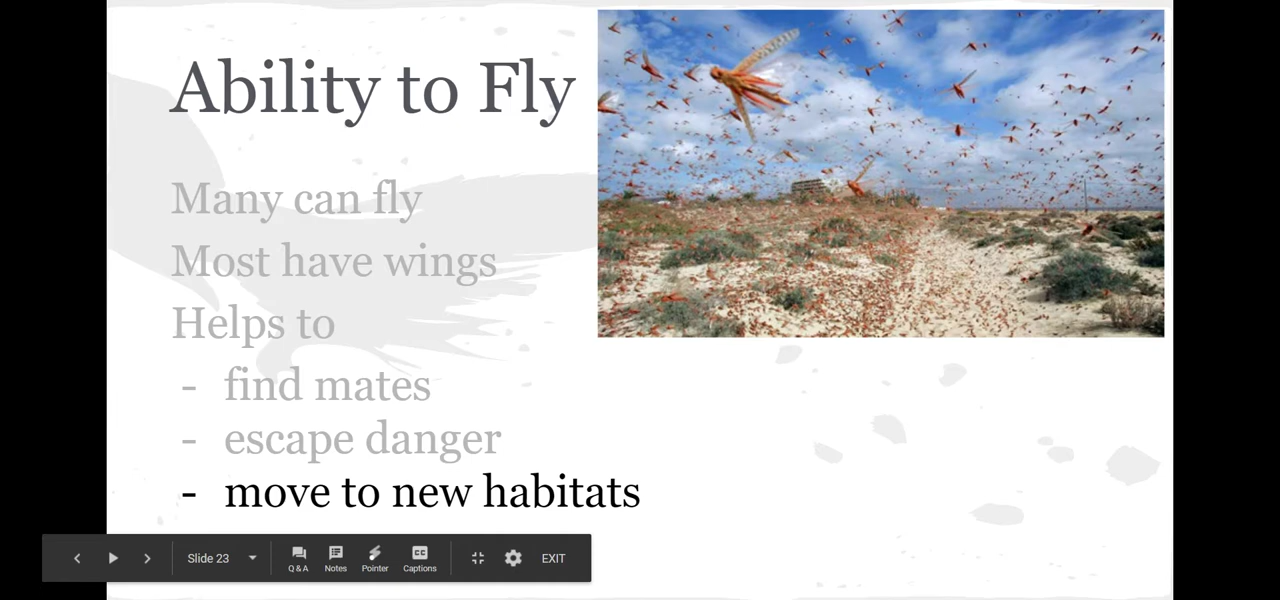 Ability to Fly
Many can fly
Most have wings
Helps to
- find mates
- escape danger
- move to new habitats
Slide 23
Q & A
Notes
Pointer
CC
Captions
EXIT